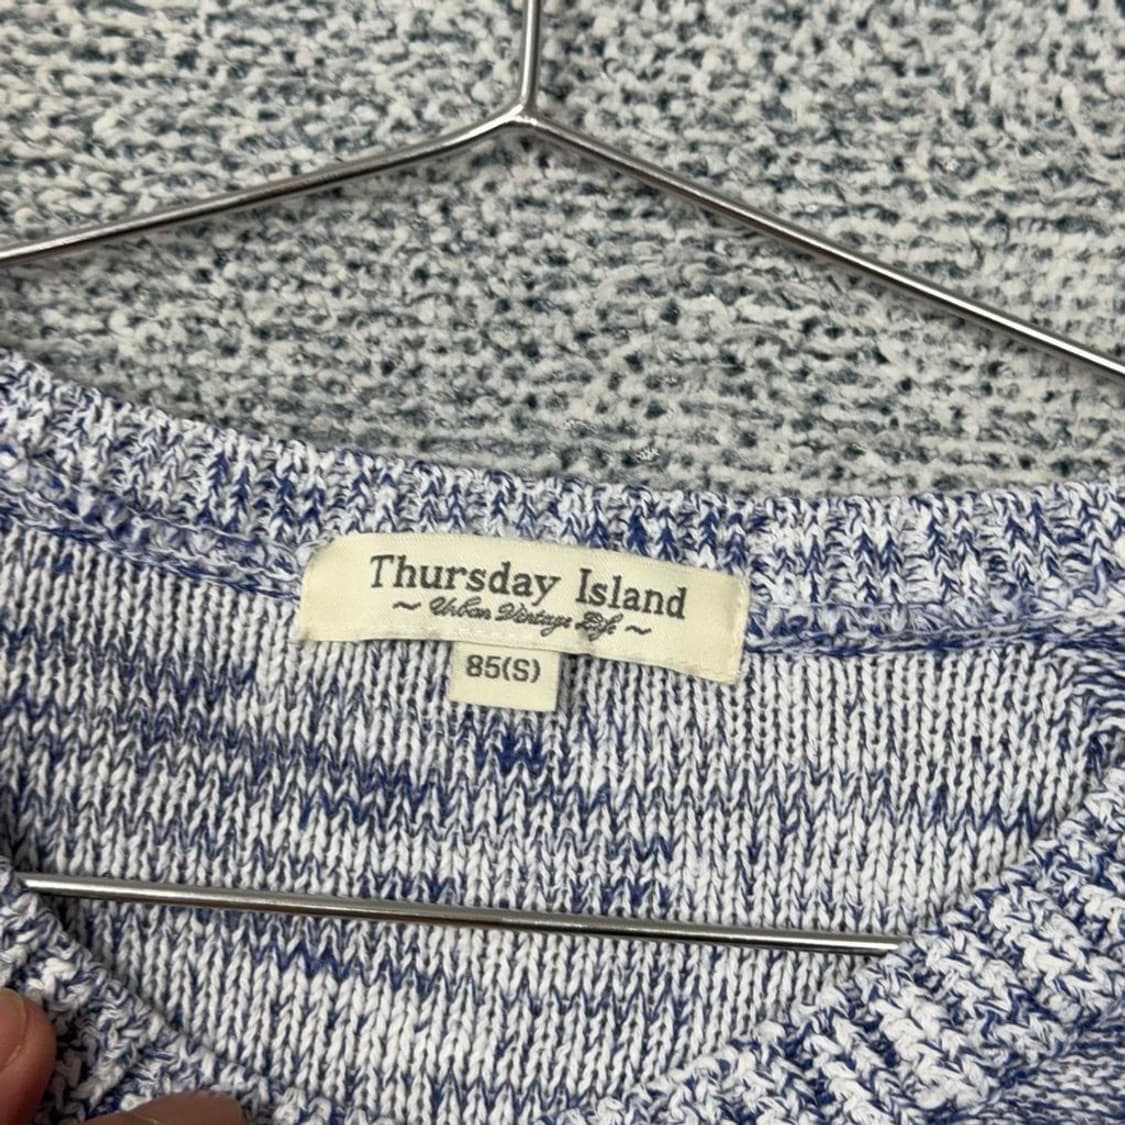 Thursday Island
~ Urban Vintage Life ~
85(S)